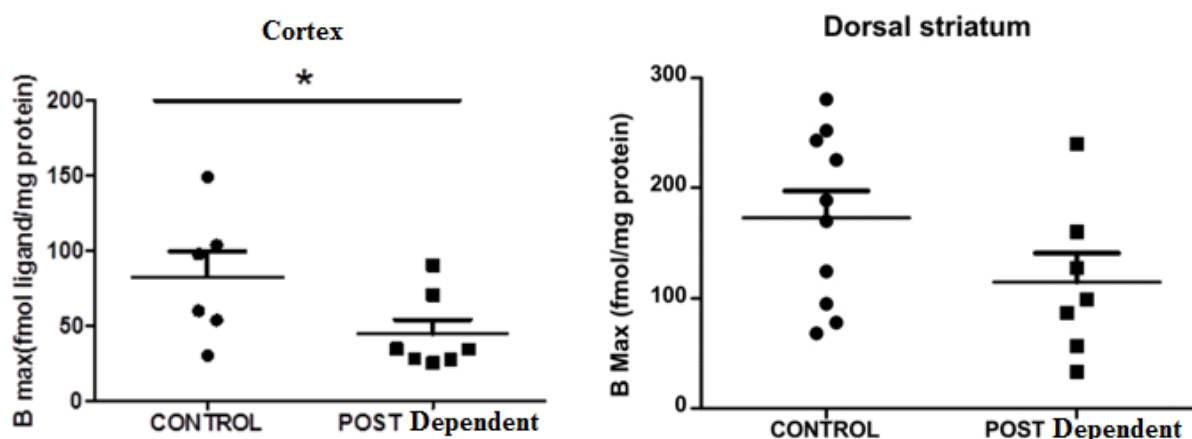 Cortex
*
B max(fmol ligand/mg protein)
200
150
100
50
0
CONTROL
POST Dependent
Dorsal striatum
B Max (fmol/mg protein)
300
200
100
0
CONTROL
POST Dependent